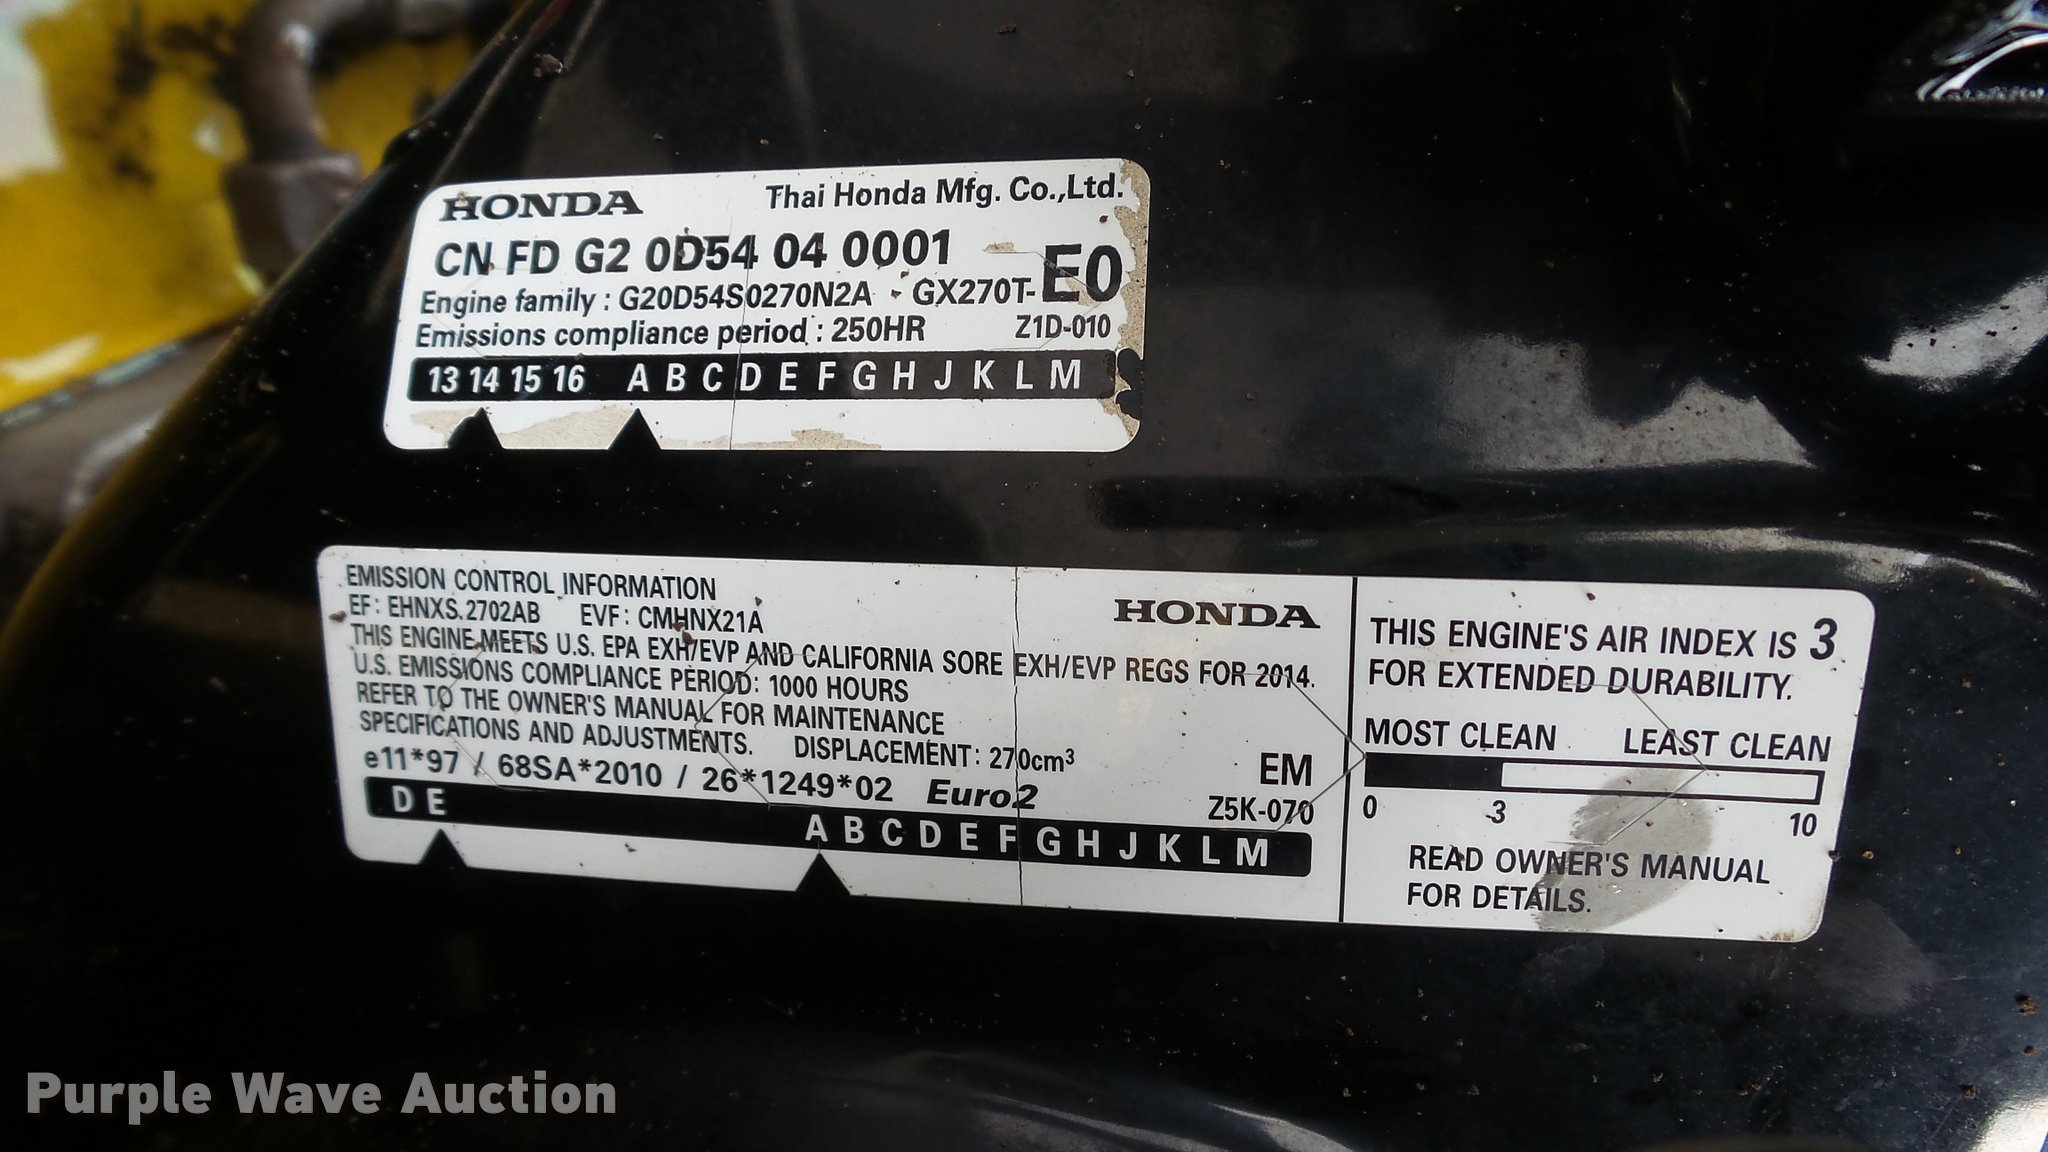 HONDA Thai Honda Mfg. Co.,Ltd.
CN FD G2 0D54 04 0001
Engine family : G20D54S0270N2A GX270T-E0
Emissions compliance period : 250HR Z1D-010
13 14 15 16 A B C D E F G H J K L M
EMISSION CONTROL INFORMATION
EF: EHNXS.2702AB EVF: CMHNX21A HONDA
THIS ENGINE MEETS U.S. EPA EXH/EVP AND CALIFORNIA SORE EXH/EVP REGS FOR 2014.
U.S. EMISSIONS COMPLIANCE PERIOD: 1000 HOURS
REFER TO THE OWNER'S MANUAL FOR MAINTENANCE
SPECIFICATIONS AND ADJUSTMENTS. DISPLACEMENT: 270cm³ EM
e11*97 / 68SA*2010 / 26*1249*02 Euro2 Z5K-070
D E A B C D E F G H J K L M
THIS ENGINE'S AIR INDEX IS 3
FOR EXTENDED DURABILITY.
MOST CLEAN LEAST CLEAN
0 3 10
READ OWNER'S MANUAL
FOR DETAILS.
Purple Wave Auction